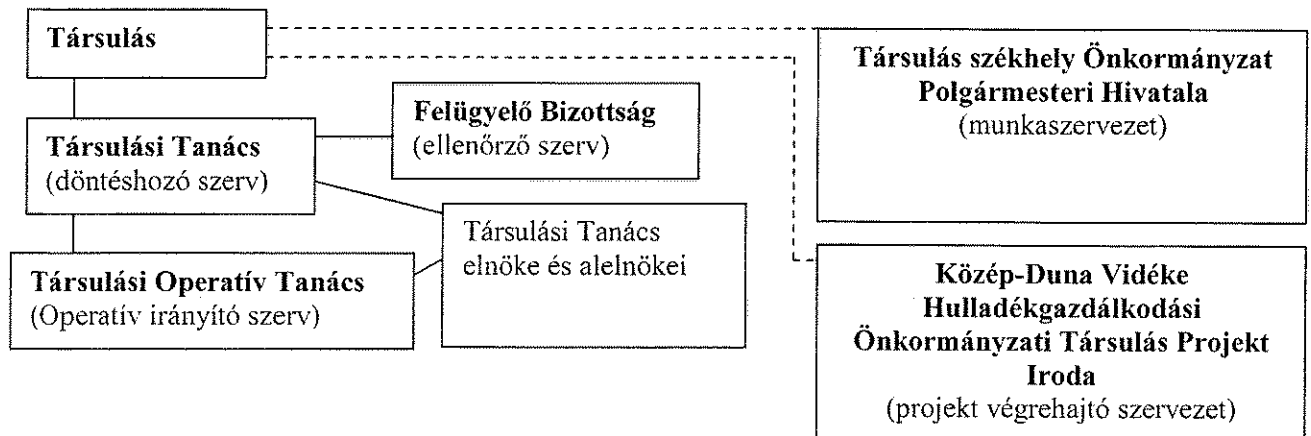 Társulás
Társulás székhely Önkormányzat
Polgármesteri Hivatala
(munkaszervezet)
Felügyelő Bizottság
(ellenőrző szerv)
Társulási Tanács
(döntéshozó szerv)
Társulási Tanács
elnöke és alelnökei
Társulási Operatív Tanács
(Operatív irányító szerv)
Közép-Duna Vidéke
Hulladékgazdálkodási
Önkormányzati Társulás Projekt
Iroda
(projekt végrehajtó szervezet)